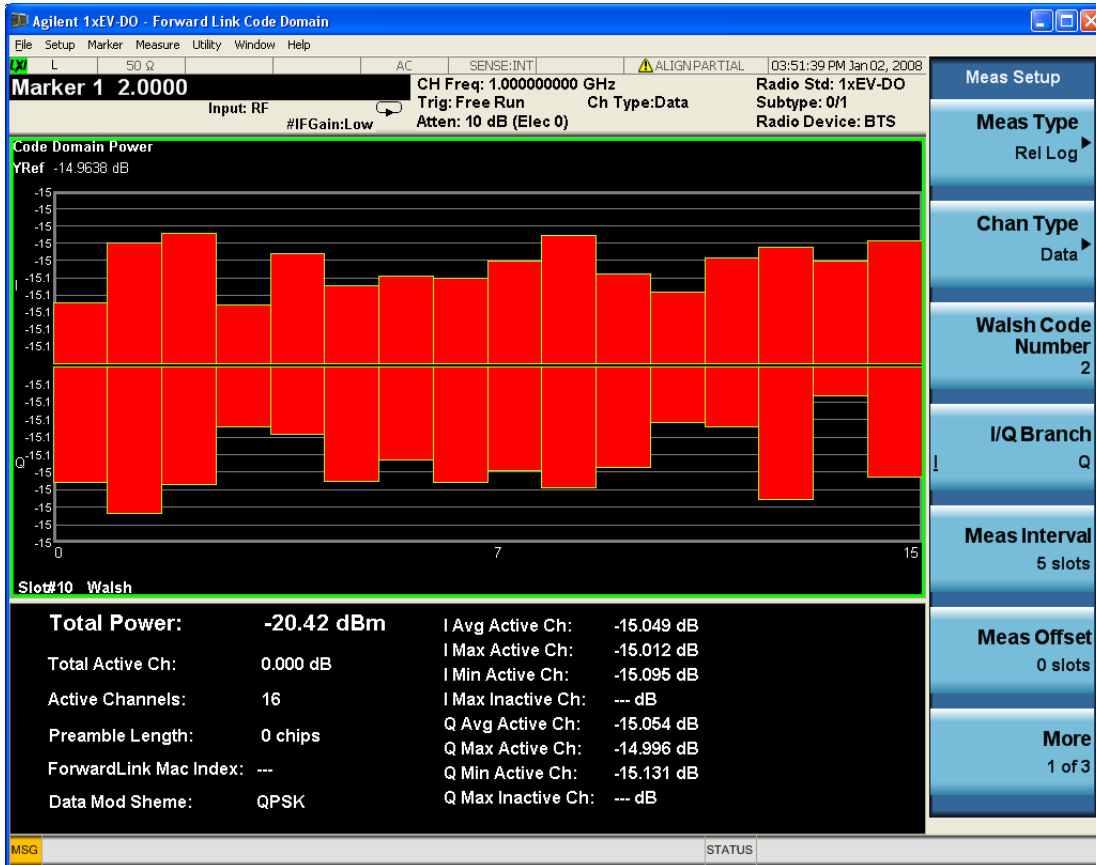 Agilent 1xEV-DO - Forward Link Code Domain
File Setup Marker Measure Utility Window Help
LXI L 50 Ω AC SENSE:INT ALIGN PARTIAL 03:51:39 PM Jan 02, 2008
Marker 1 2.0000
Input: RF
#IFGain:Low
CH Freq: 1.000000000 GHz
Trig: Free Run Ch Type:Data
Atten: 10 dB (Elec 0)
Radio Std: 1xEV-DO
Subtype: 0/1
Radio Device: BTS
Code Domain Power
YRef -14.9638 dB
-15
-15
-15
-15
-15
-15.1
-15.1
-15.1
-15.1
-15.1
I
-15.1
-15.1
-15.1
-15.1
-15.1
-15
-15
-15
-15
-15
Q
0 7 15
Slot#10 Walsh
Total Power: -20.42 dBm
Total Active Ch: 0.000 dB
Active Channels: 16
Preamble Length: 0 chips
ForwardLink Mac Index: ---
Data Mod Sheme: QPSK
I Avg Active Ch: -15.049 dB
I Max Active Ch: -15.012 dB
I Min Active Ch: -15.095 dB
I Max Inactive Ch: --- dB
Q Avg Active Ch: -15.054 dB
Q Max Active Ch: -14.996 dB
Q Min Active Ch: -15.131 dB
Q Max Inactive Ch: --- dB
Meas Setup
Meas Type
Rel Log
Chan Type
Data
Walsh Code
Number
2
I/Q Branch
I Q
Meas Interval
5 slots
Meas Offset
0 slots
More
1 of 3
MSG STATUS